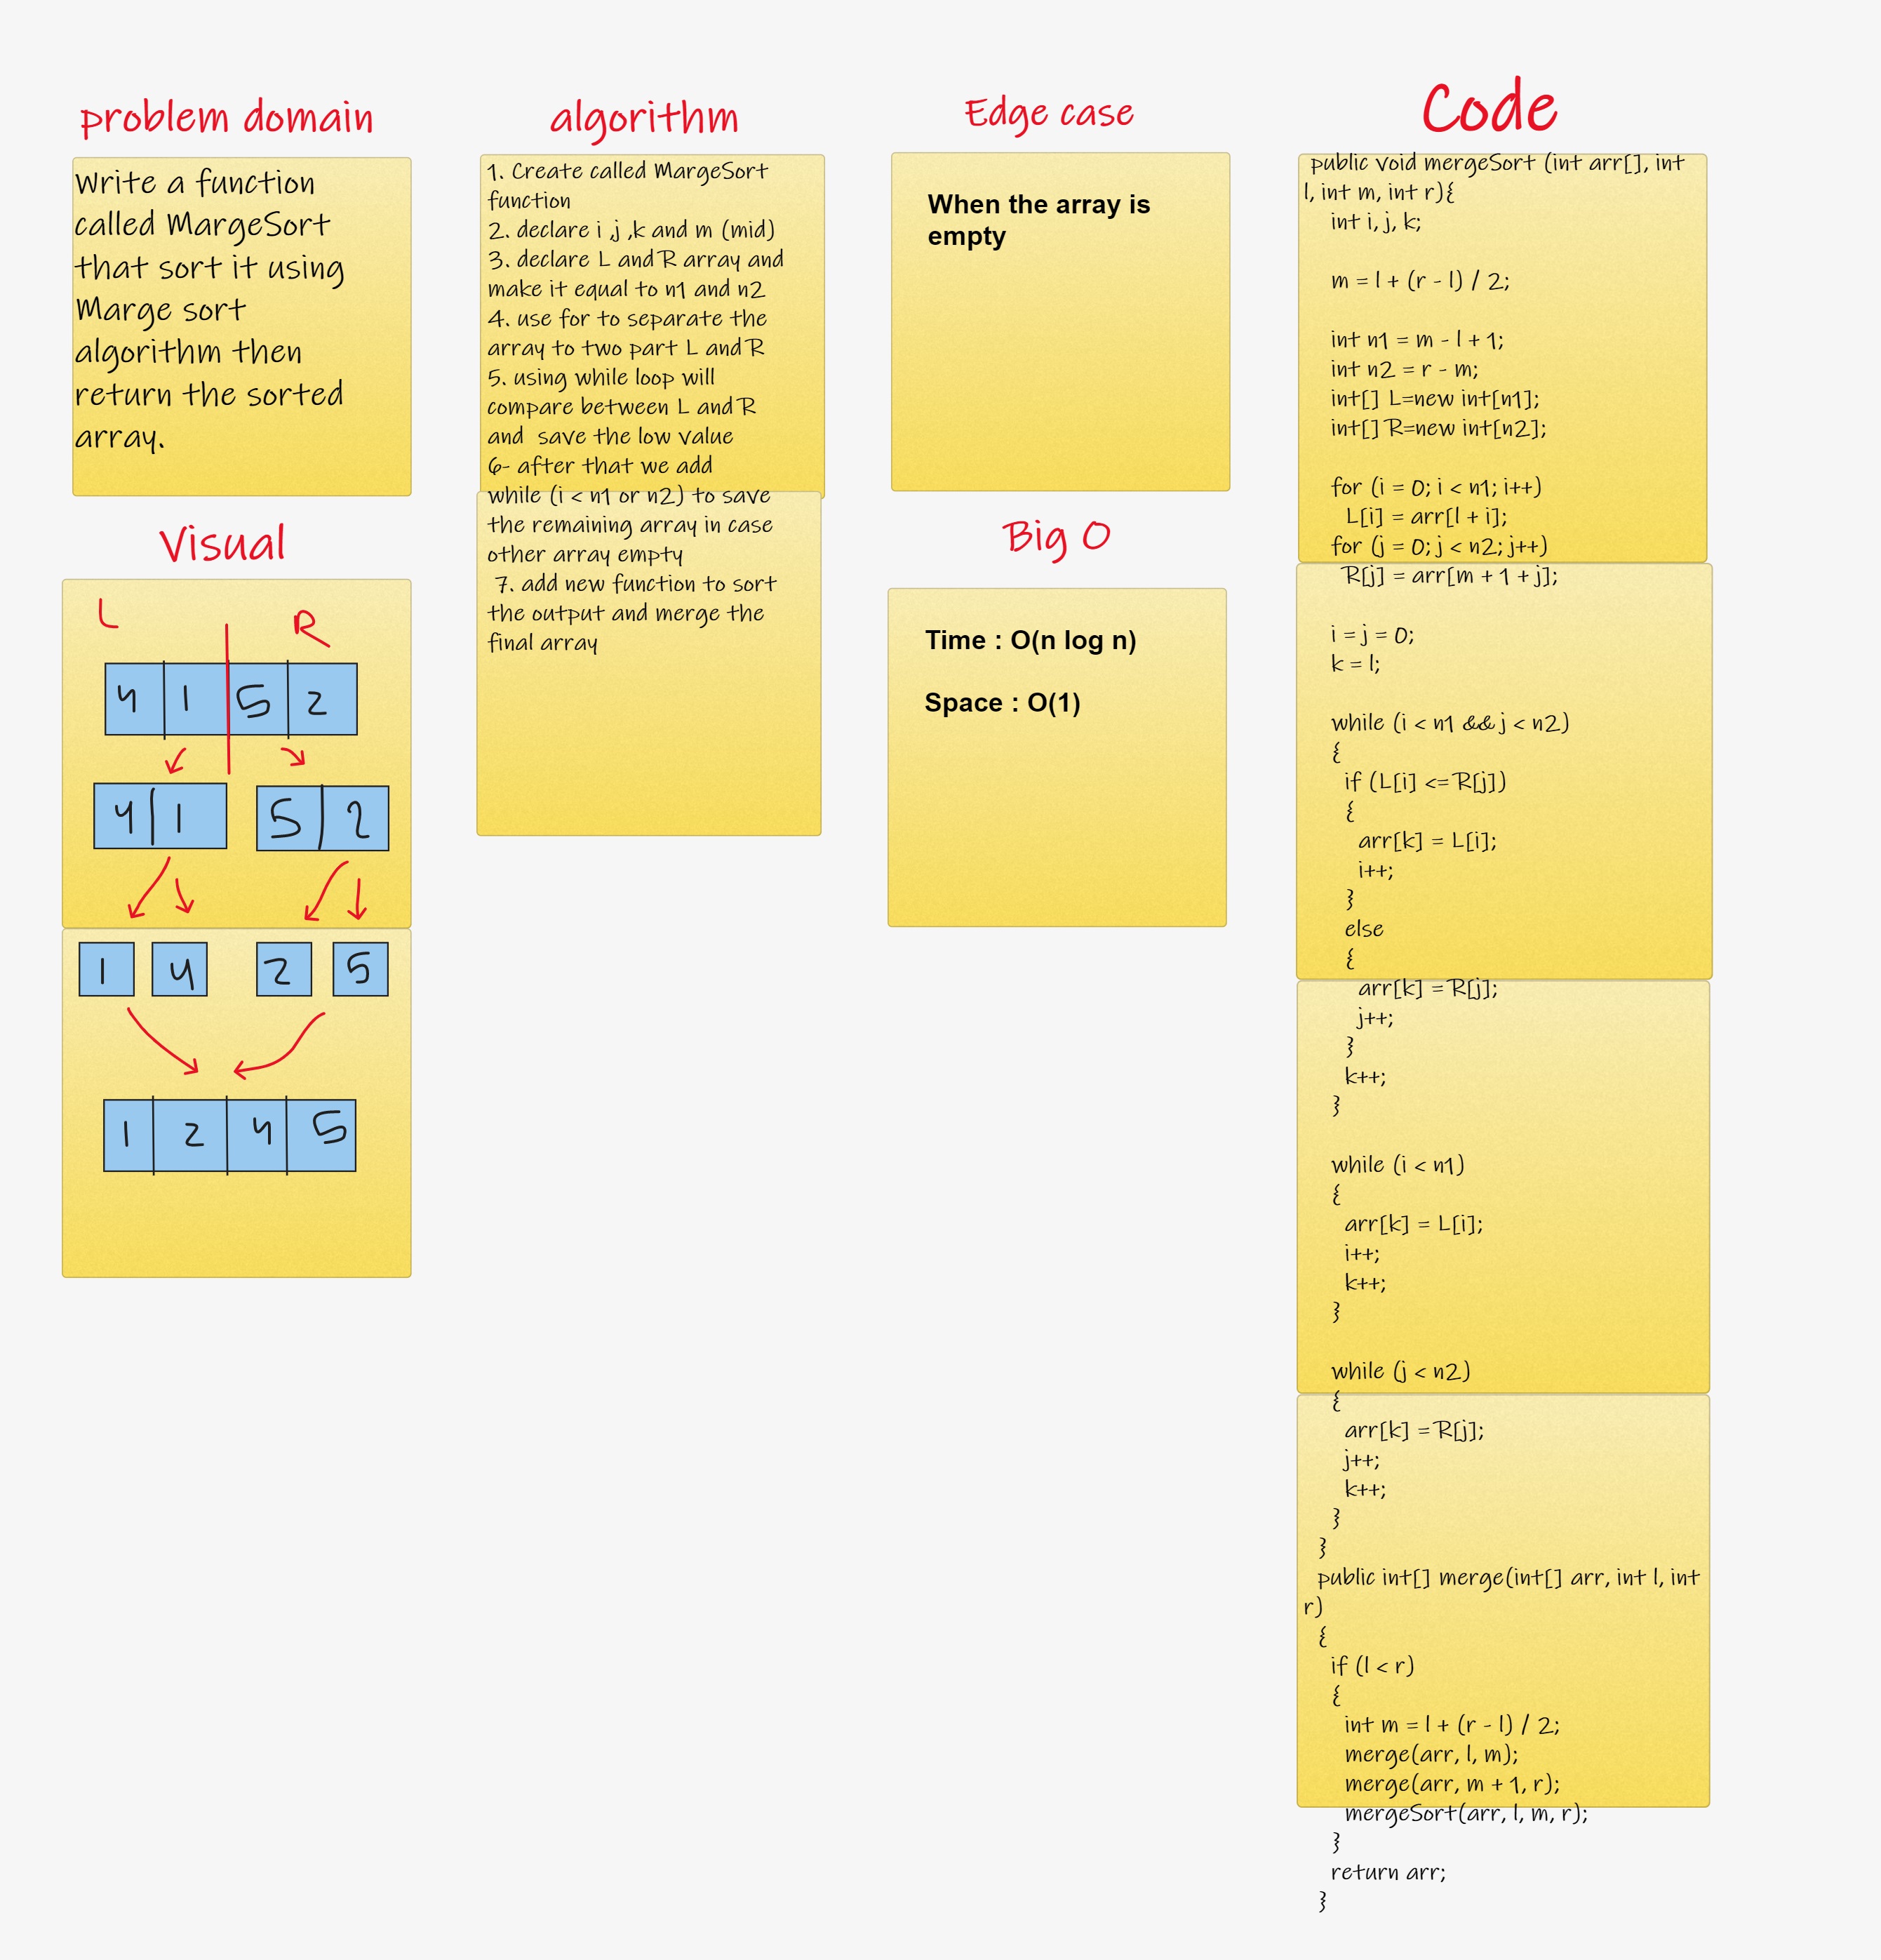 problem domain
Write a function
called MargeSort
that sort it using
Marge sort
algorithm then
return the sorted
array.
Visual
L
R
4 1 5 2
4 1
5 2
1 4 2 5
1 2 4 5
algorithm
1. Create called MargeSort
function
2. declare i ,j ,k and m (mid)
3. declare L and R array and
make it equal to n1 and n2
4. use for to separate the
array to two part L and R
5. using while loop will
compare between L and R
and save the low value
6- after that we add
while (i < n1 or n2) to save
the remaining array in case
other array empty
7. add new function to sort
the output and merge the
final array
Edge case
When the array is
empty
Big O
Time : O(n log n)
Space : O(1)
Code
public void mergeSort (int arr[], int
l, int m, int r){
int i, j, k;
m = l + (r - l) / 2;
int n1 = m - l + 1;
int n2 = r - m;
int[] L=new int[n1];
int[] R=new int[n2];
for (i = 0; i < n1; i++)
L[i] = arr[l + i];
for (j = 0; j < n2; j++)
R[j] = arr[m + 1 + j];
i = j = 0;
k = l;
while (i < n1 && j < n2)
{
if (L[i] <= R[j])
{
arr[k] = L[i];
i++;
}
else
{
arr[k] = R[j];
j++;
}
k++;
}
while (i < n1)
{
arr[k] = L[i];
i++;
k++;
}
while (j < n2)
{
arr[k] = R[j];
j++;
k++;
}
}
public int[] merge(int[] arr, int l, int
r)
{
if (l < r)
{
int m = l + (r - l) / 2;
merge(arr, l, m);
merge(arr, m + 1, r);
mergeSort(arr, l, m, r);
}
return arr;
}